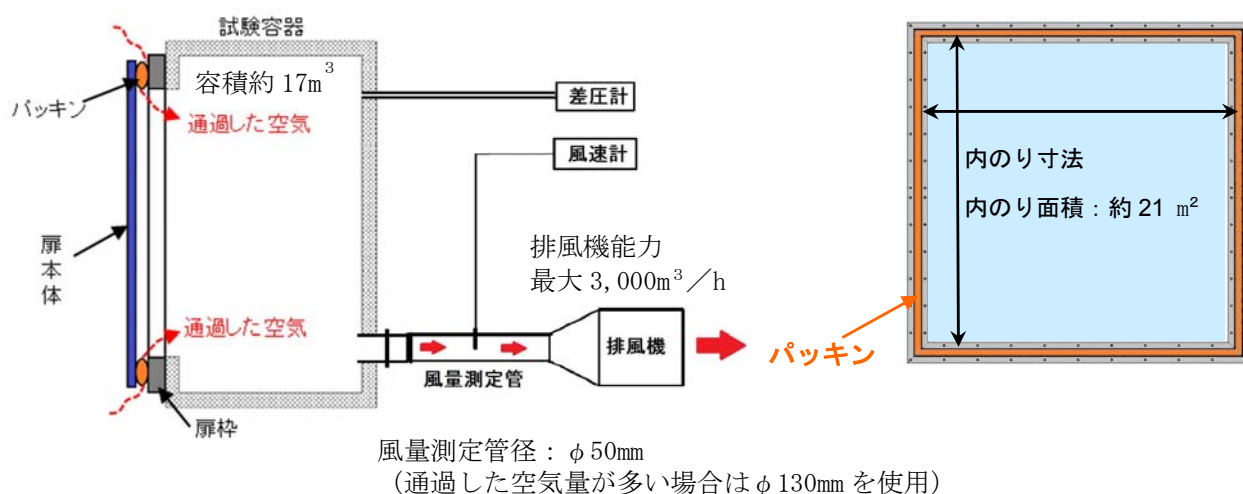 試験容器
容積約 17m³
パッキン
通過した空気
差圧計
風速計
扉本体
排風機能力
最大 3,000m³／h
通過した空気
排風機
風量測定管
扉枠
風量測定管径：φ50mm
（通過した空気量が多い場合はφ130mm を使用）
内のり寸法
内のり面積：約 21 ㎡
パッキン